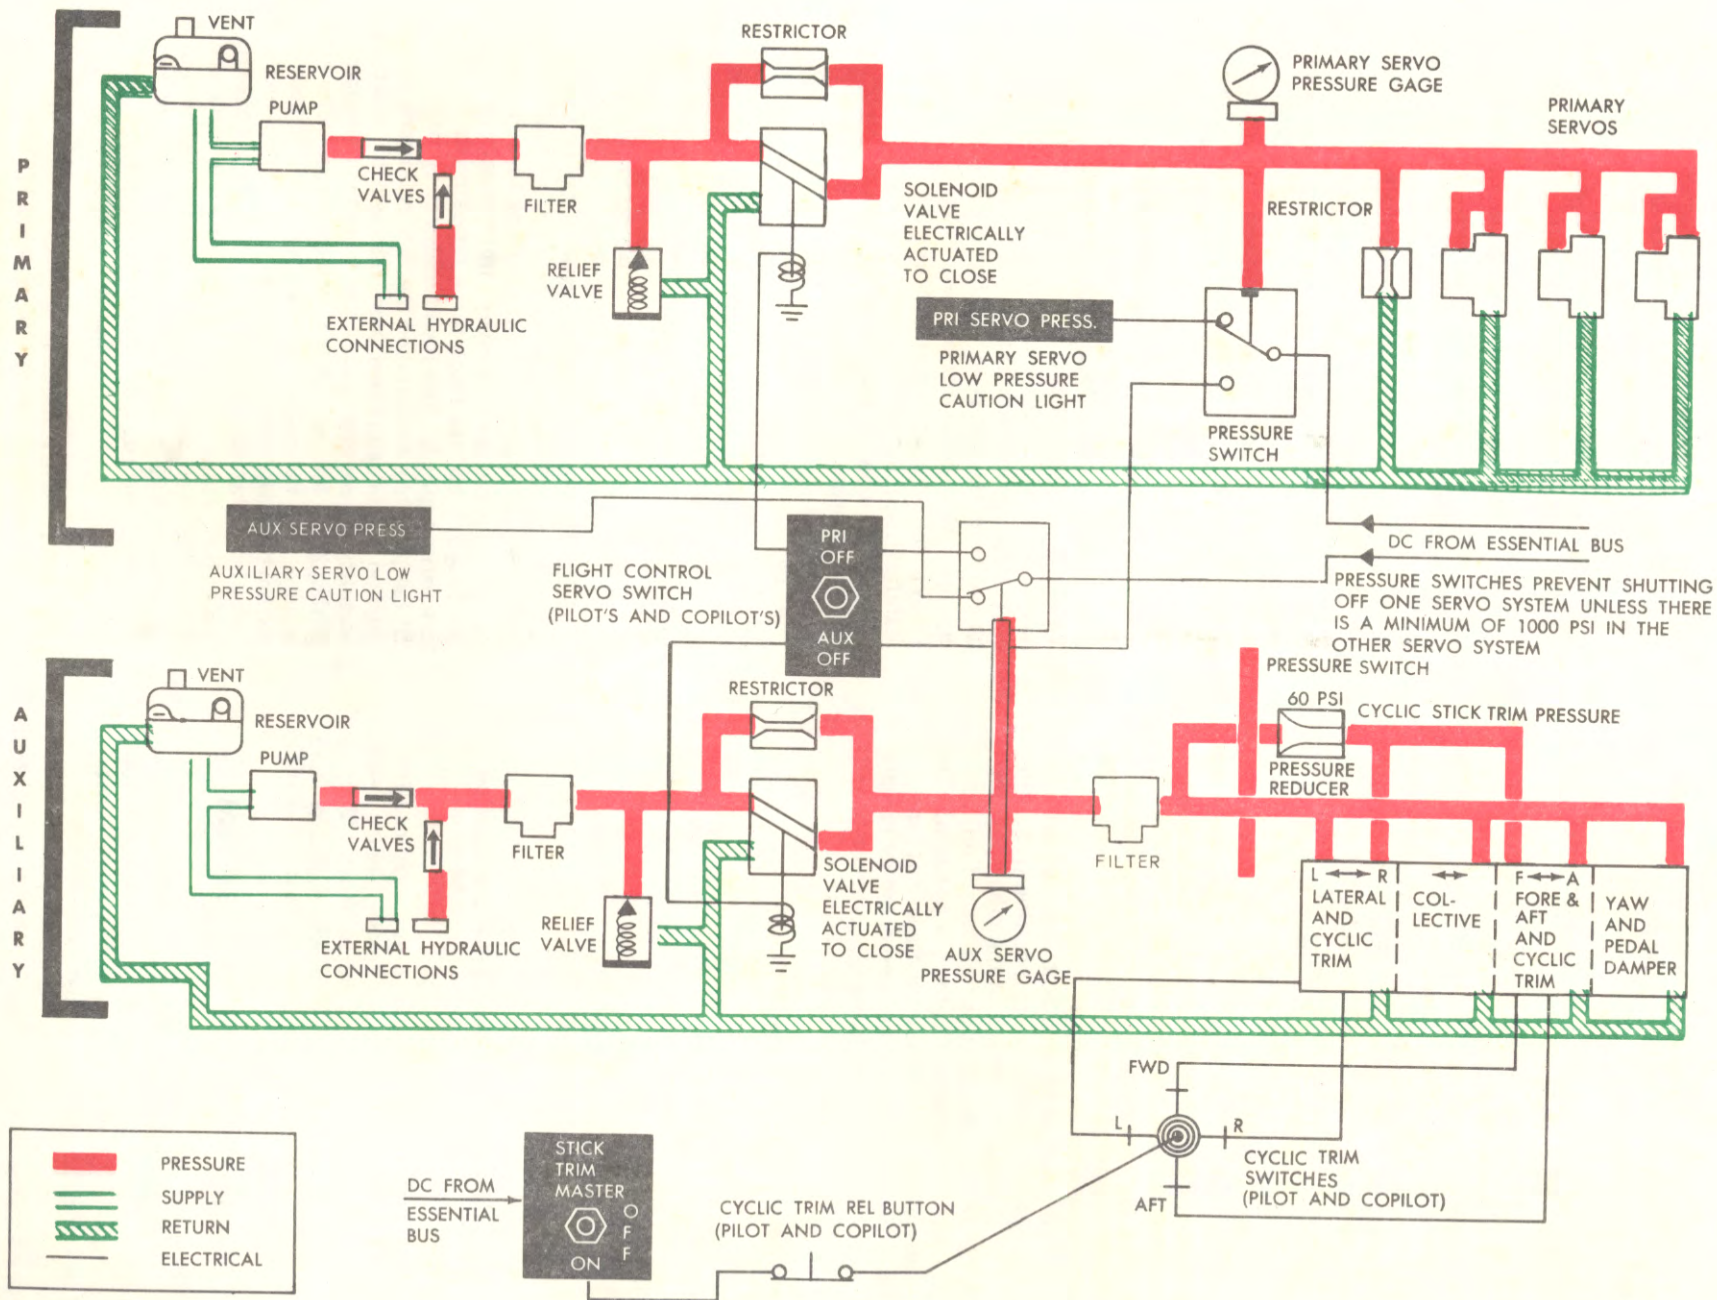 PRIMARY
VENT
RESERVOIR
PUMP
CHECK
VALVES
FILTER
EXTERNAL HYDRAULIC
CONNECTIONS
RELIEF
VALVE
RESTRICTOR
SOLENOID
VALVE
ELECTRICALLY
ACTUATED
TO CLOSE
PRIMARY SERVO
PRESSURE GAGE
PRIMARY
SERVOS
RESTRICTOR
PRI SERVO PRESS.
PRIMARY SERVO
LOW PRESSURE
CAUTION LIGHT
PRESSURE
SWITCH
AUX SERVO PRESS
AUXILIARY SERVO LOW
PRESSURE CAUTION LIGHT
FLIGHT CONTROL
SERVO SWITCH
(PILOT'S AND COPILOT'S)
PRI
OFF
AUX
OFF
DC FROM ESSENTIAL BUS
PRESSURE SWITCHES PREVENT SHUTTING
OFF ONE SERVO SYSTEM UNLESS THERE
IS A MINIMUM OF 1000 PSI IN THE
OTHER SERVO SYSTEM
PRESSURE SWITCH
AUXILIARY
VENT
RESERVOIR
PUMP
CHECK
VALVES
FILTER
EXTERNAL HYDRAULIC
CONNECTIONS
RELIEF
VALVE
RESTRICTOR
SOLENOID
VALVE
ELECTRICALLY
ACTUATED
TO CLOSE
AUX SERVO
PRESSURE GAGE
FILTER
60 PSI
CYCLIC STICK TRIM PRESSURE
PRESSURE
REDUCER
L R
LATERAL
AND
CYCLIC
TRIM
COL-
LECTIVE
F A
FORE &
AFT
AND
CYCLIC
TRIM
YAW
AND
PEDAL
DAMPER
FWD
L
R
AFT
CYCLIC TRIM
SWITCHES
(PILOT AND COPILOT)
PRESSURE
SUPPLY
RETURN
ELECTRICAL
DC FROM
ESSENTIAL
BUS
STICK
TRIM
MASTER
OFF
ON
CYCLIC TRIM REL BUTTON
(PILOT AND COPILOT)